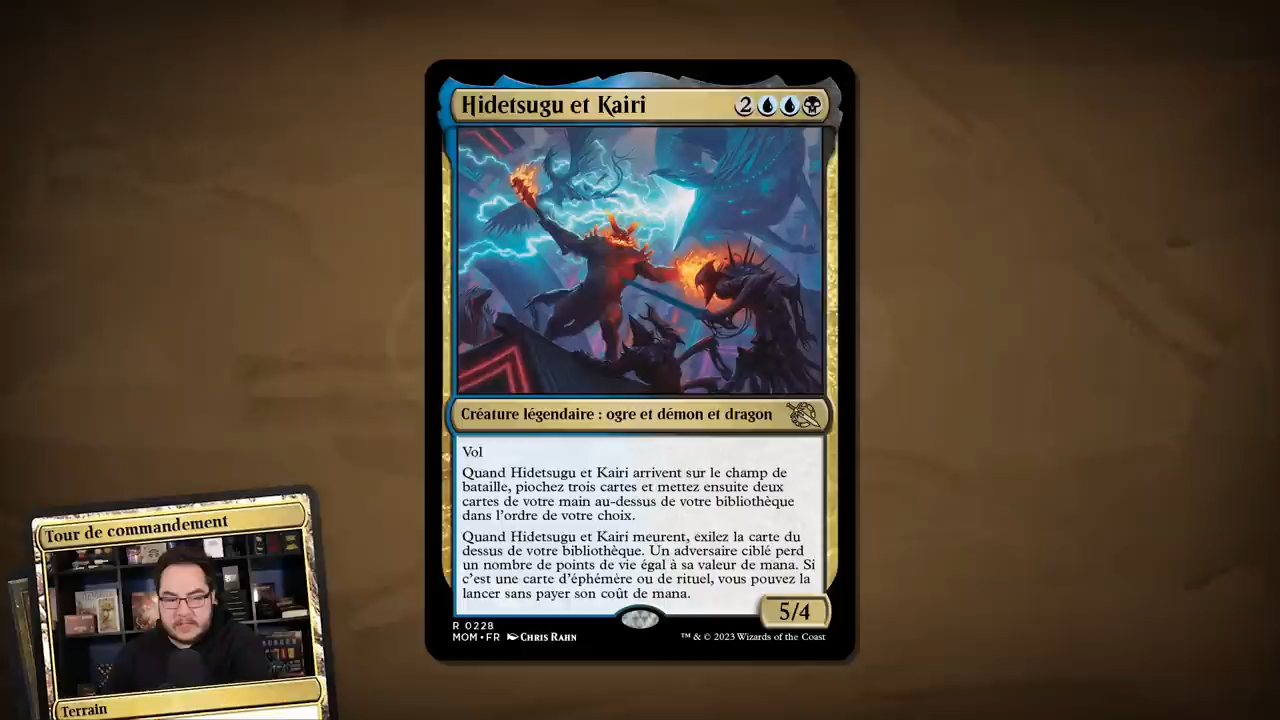 Hidetsugu et Kairi
2
Créature légendaire : ogre et démon et dragon
Vol
Quand Hidetsugu et Kairi arrivent sur le champ de
bataille, piochez trois cartes et mettez ensuite deux
cartes de votre main au-dessus de votre bibliothèque
dans l'ordre de votre choix.
Quand Hidetsugu et Kairi meurent, exilez la carte du
dessus de votre bibliothèque. Un adversaire ciblé perd
un nombre de points de vie égal à sa valeur de mana. Si
c'est une carte d'éphémère ou de rituel, vous pouvez la
lancer sans payer son coût de mana.
5/4
R 0228
MOM • FR Chris Rahn
™ & © 2023 Wizards of the Coast
Tour de commandement
Terrain